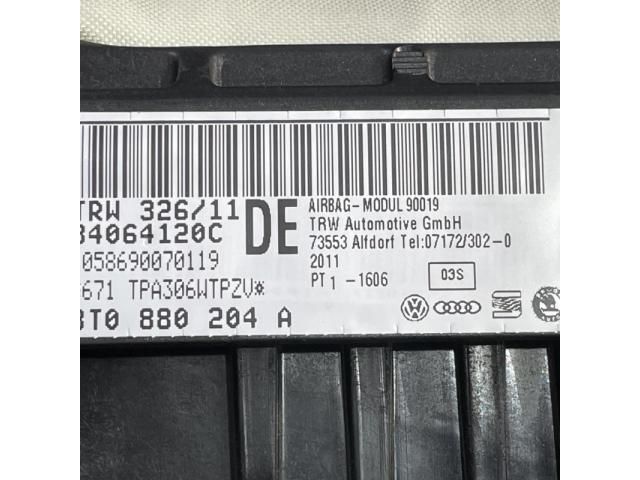 TRW 326/11
34064120C
DE
058690070119
671 TPA306WTPZV*
3T0 880 204 A
AIRBAG-MODUL 90019
TRW Automotive GmbH
73553 Alfdorf Tel:07172/302-0
2011
PT1 -1606
03S